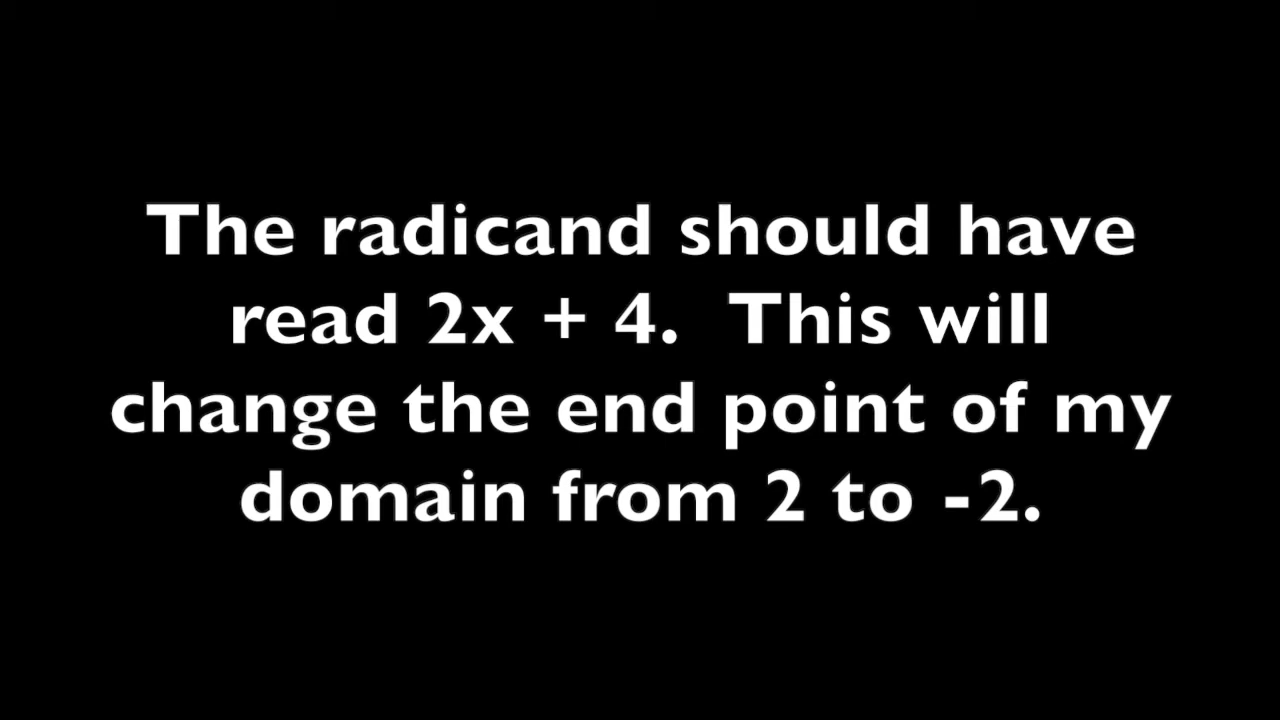 The radicand should have
read 2x + 4.  This will
change the end point of my
domain from 2 to -2.